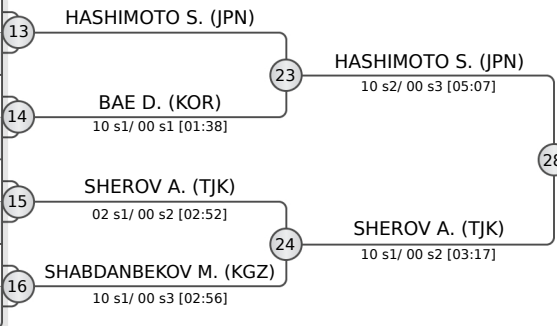 HASHIMOTO S. (JPN)
13
23
HASHIMOTO S. (JPN)
10 s2/ 00 s3 [05:07]
BAE D. (KOR)
14
10 s1/ 00 s1 [01:38]
28
SHEROV A. (TJK)
15
02 s1/ 00 s2 [02:52]
SHEROV A. (TJK)
24
10 s1/ 00 s2 [03:17]
SHABDANBEKOV M. (KGZ)
16
10 s1/ 00 s3 [02:56]